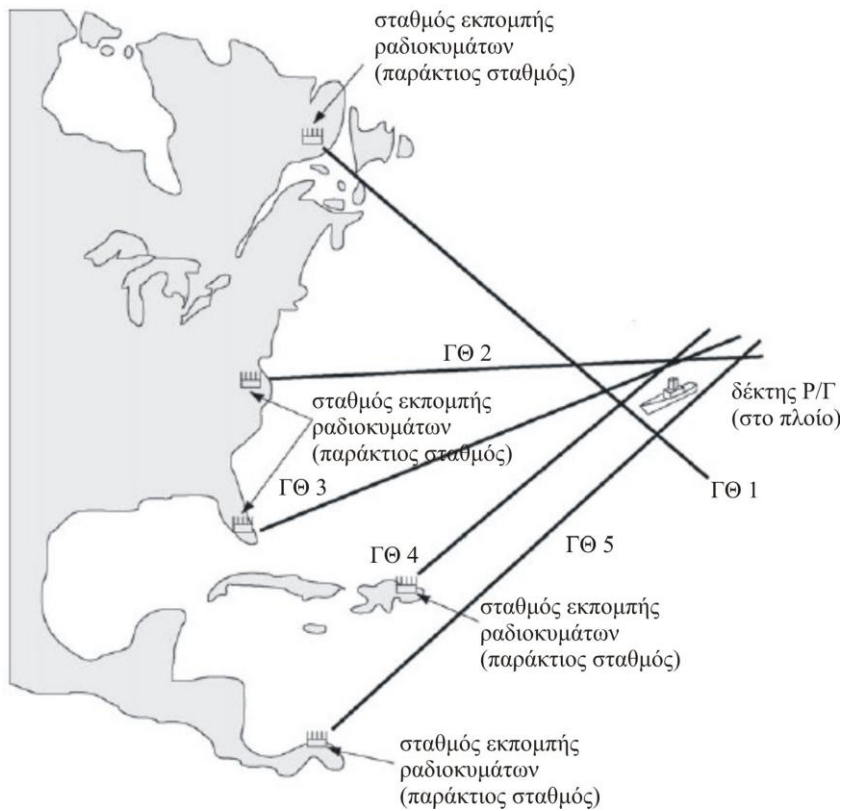 σταθμός εκπομπής
ραδιοκυμάτων
(παράκτιος σταθμός)
ΓΘ 2
δέκτης Ρ/Γ
(στο πλοίο)
σταθμός εκπομπής
ραδιοκυμάτων
(παράκτιος σταθμός)
ΓΘ 3
ΓΘ 1
ΓΘ 4
ΓΘ 5
σταθμός εκπομπής
ραδιοκυμάτων
(παράκτιος σταθμός)
σταθμός εκπομπής
ραδιοκυμάτων
(παράκτιος σταθμός)